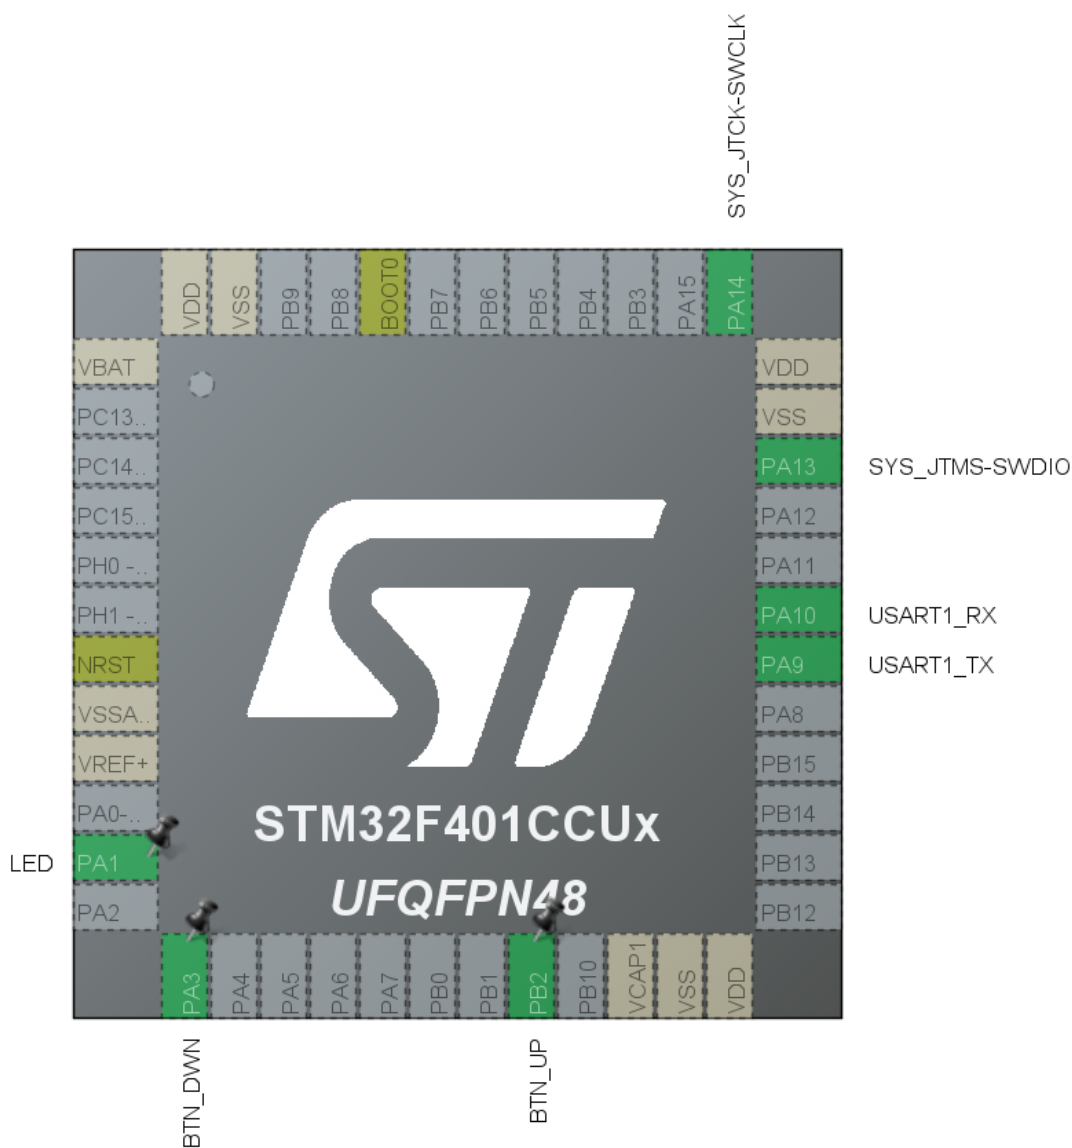 SYS_JTCK-SWCLK
VDD
VSS
PB9
PB8
BOOT0
PB7
PB6
PB5
PB4
PB3
PA15
PA14
VBAT
PC13..
PC14..
PC15..
PH0 -..
PH1 -..
NRST
VSSA..
VREF+
PA0-..
LED
PA1
PA2
VDD
VSS
PA13
SYS_JTMS-SWDIO
PA12
PA11
PA10
USART1_RX
PA9
USART1_TX
PA8
PB15
PB14
PB13
PB12
STM32F401CCUx
UFQFPN48
PA3
PA4
PA5
PA6
PA7
PB0
PB1
PB2
PB10
VCAP1
VSS
VDD
BTN_DWN
BTN_UP